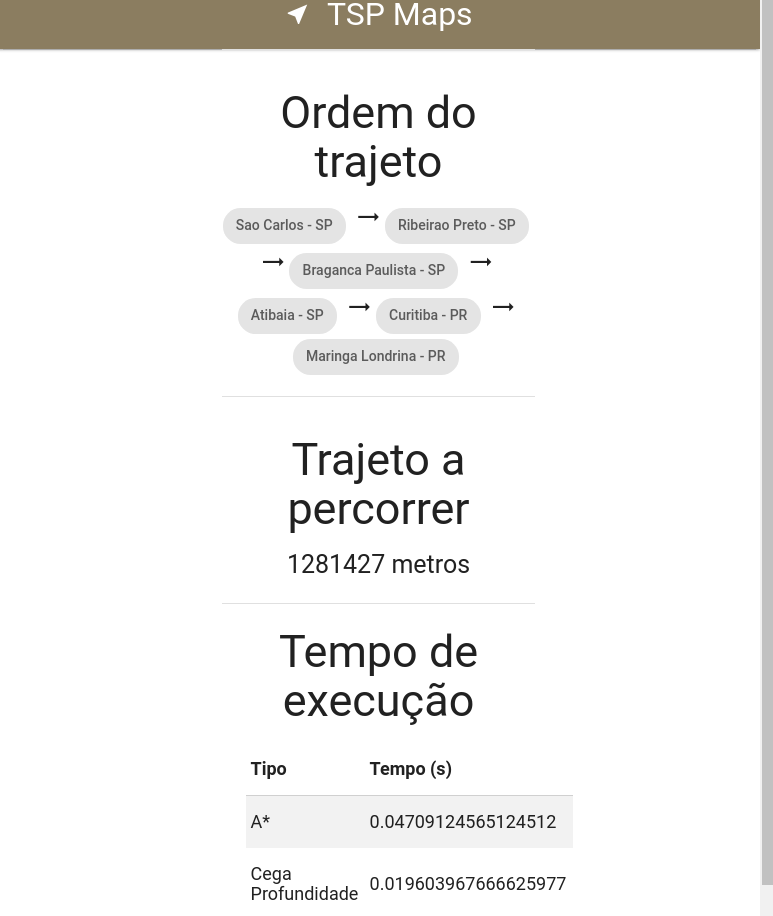 TSP Maps
Ordem do
trajeto
Sao Carlos - SP → Ribeirao Preto - SP
→ Braganca Paulista - SP →
Atibaia - SP → Curitiba - PR →
Maringa Londrina - PR
Trajeto a
percorrer
1281427 metros
Tempo de
execução
Tipo Tempo (s)
A* 0.04709124565124512
Cega
Profundidade 0.019603967666625977